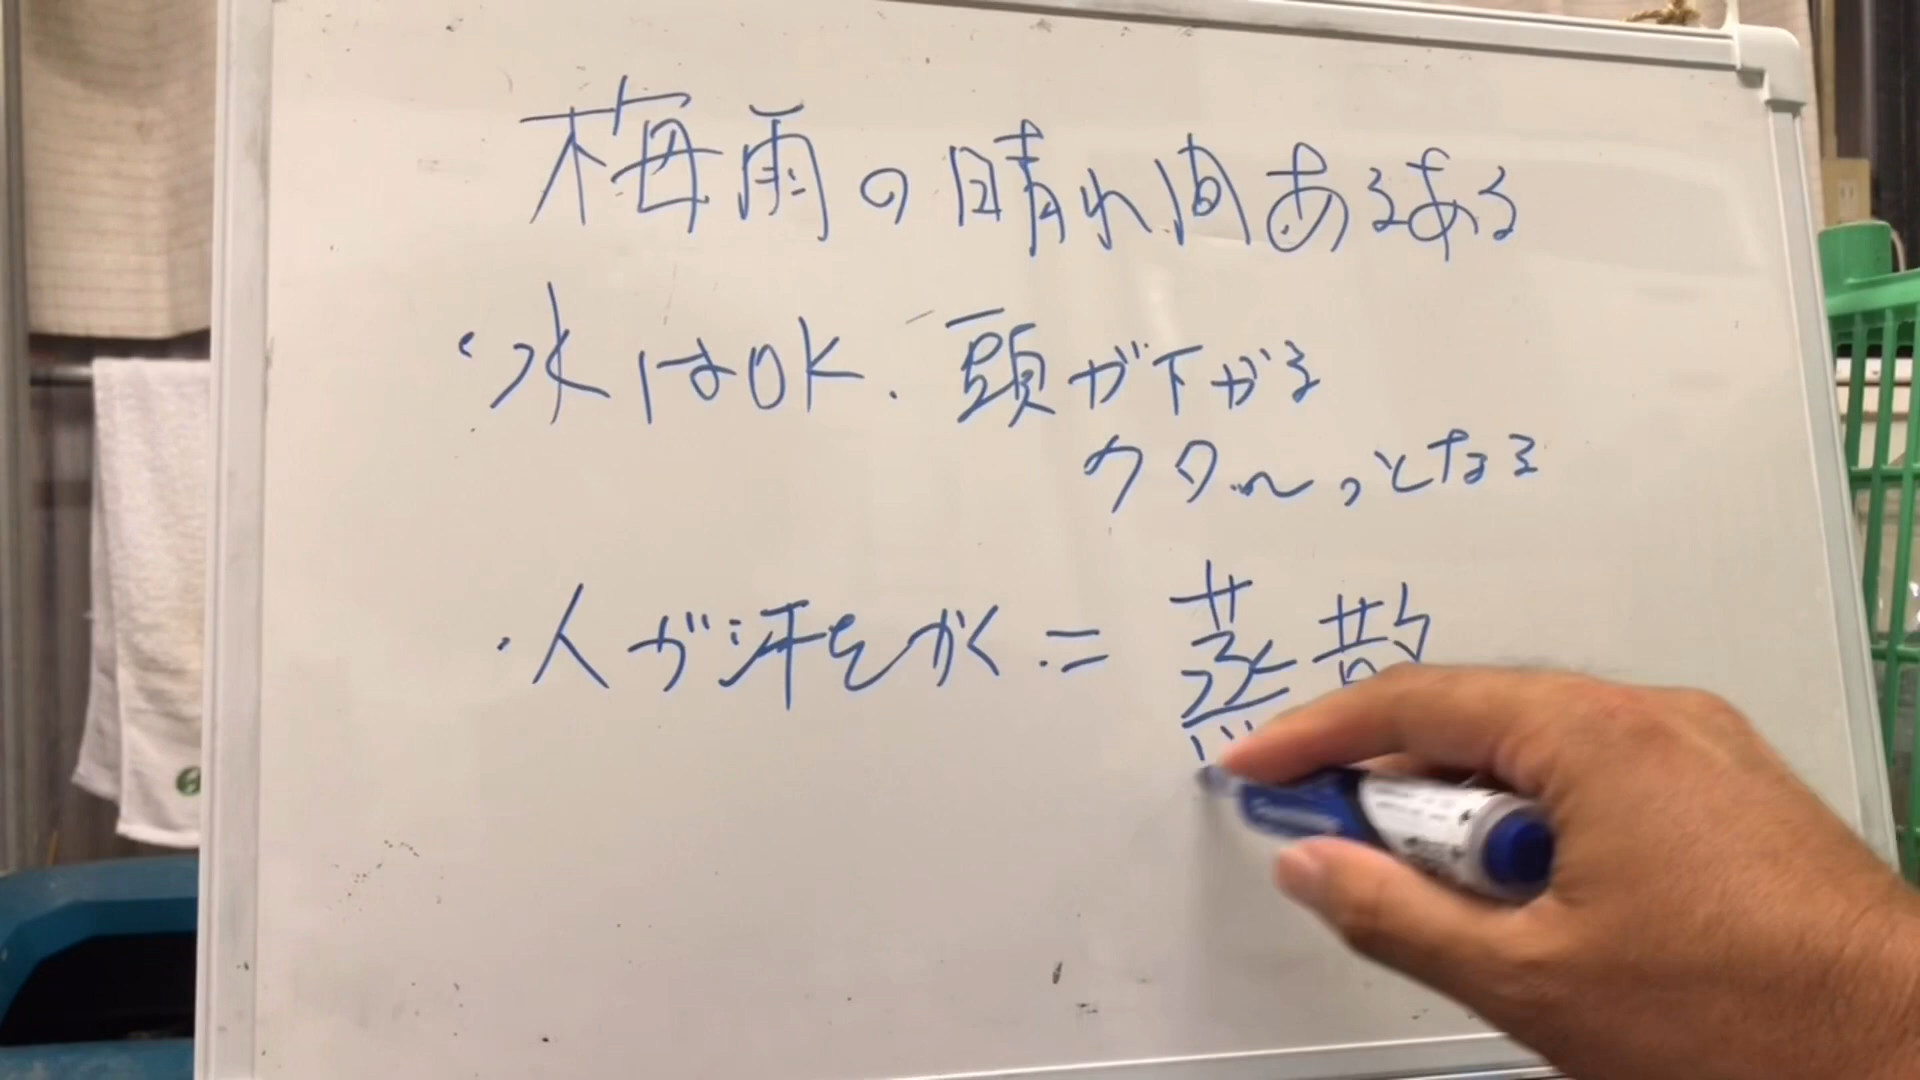 梅雨の晴れ間あるある
・水はOK. 頭が下がる
クタ〜っとなる
・人が汗をかく = 蒸散